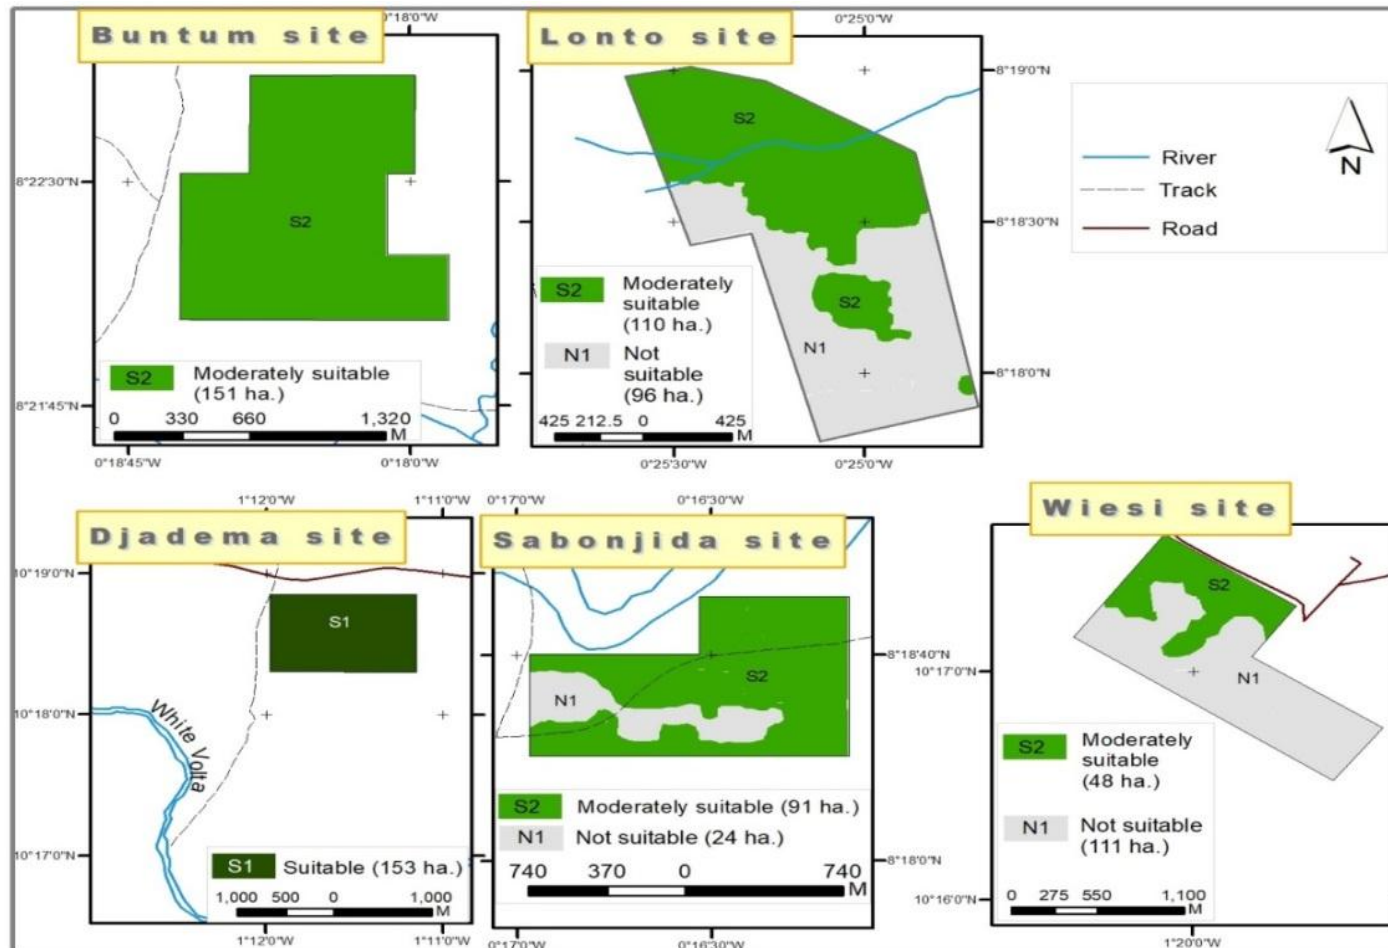 Buntum site
0°18'0"W
8°22'30"N
S2
S2 Moderately suitable
(151 ha.)
8°21'45"N
0 330 660 1,320
M
0°18'45"W 0°18'0"W
Lonto site
0°25'0"W
8°19'0"N
S2
8°18'30"N
S2
N1
8°18'0"N
S2 Moderately
suitable
(110 ha.)
N1 Not
suitable
(96 ha.)
425 212.5 0 425
M
0°25'30"W 0°25'0"W
N
River
Track
Road
Djadema site
1°12'0"W 1°11'0"W
10°19'0"N
S1
10°18'0"N
White Volta
10°17'0"N
S1 Suitable (153 ha.)
1,000 500 0 1,000
M
1°12'0"W 1°11'0"W
Sabonjida site
0°17'0"W 0°16'30"W
8°18'40"N
S2
N1
S2 Moderately suitable (91 ha.)
N1 Not suitable (24 ha.)
740 370 0 740
M
8°18'0"N
0°17'0"W 0°16'30"W
Wiesi site
S2
10°17'0"N
N1
S2 Moderately
suitable
(48 ha.)
N1 Not suitable
(111 ha.)
0 275 550 1,100
M
10°16'0"N
1°20'0"W